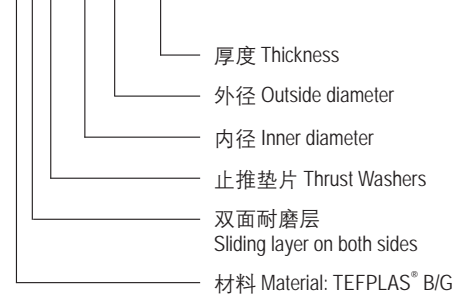 厚度 Thickness
外径 Outside diameter
内径 Inner diameter
止推垫片 Thrust Washers
双面耐磨层
Sliding layer on both sides
材料 Material: TEFPLAS® B/G